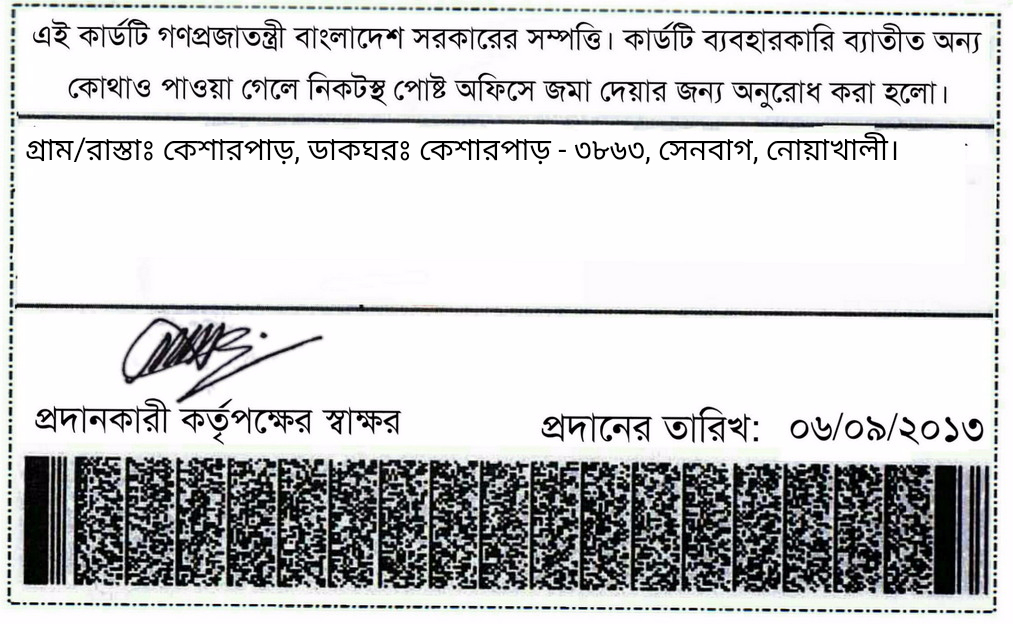 এই কার্ডটি গণপ্রজাতন্ত্রী বাংলাদেশ সরকারের সম্পত্তি। কার্ডটি ব্যবহারকারি ব্যাতীত অন্য
কোথাও পাওয়া গেলে নিকটস্থ পোষ্ট অফিসে জমা দেয়ার জন্য অনুরোধ করা হলো।
গ্রাম/রাস্তাঃ কেশারপাড়, ডাকঘরঃ কেশারপাড় - ৩৮৬৩, সেনবাগ, নোয়াখালী।
প্রদানকারী কর্তৃপক্ষের স্বাক্ষর
প্রদানের তারিখ: ০৬/০৯/২০১৩